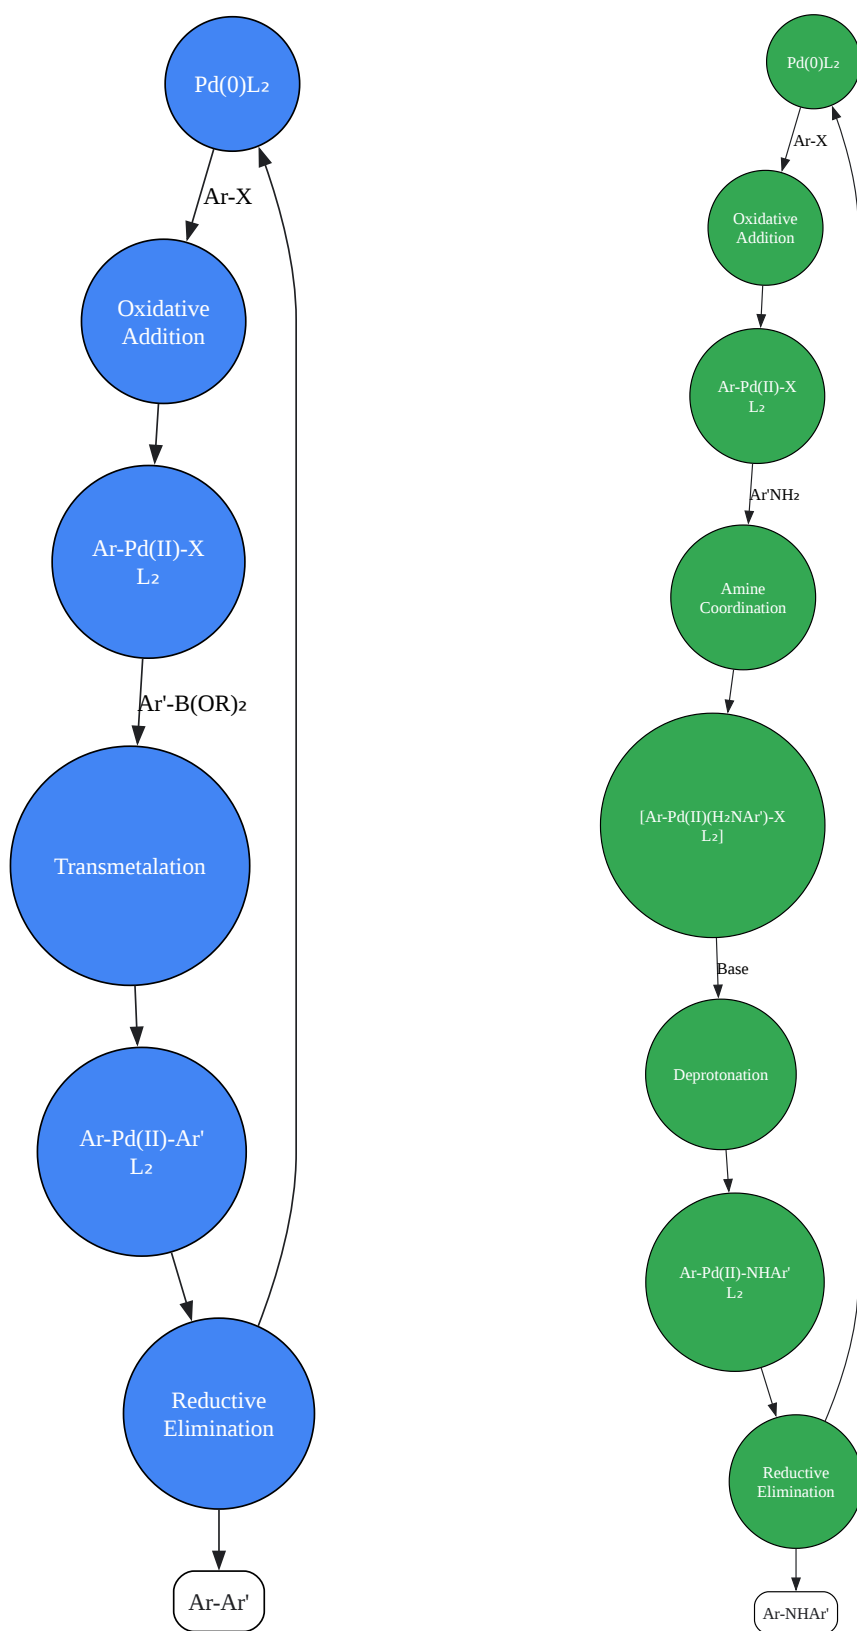 Pd(0)L₂
Ar-X
Oxidative
Addition
Ar-Pd(II)-X
L₂
Ar'-B(OR)₂
Transmetalation
Ar-Pd(II)-Ar'
L₂
Reductive
Elimination
Ar-Ar'
Pd(0)L₂
Ar-X
Oxidative
Addition
Ar-Pd(II)-X
L₂
Ar'NH₂
Amine
Coordination
[Ar-Pd(II)(H₂NAr')-X
L₂]
Base
Deprotonation
Ar-Pd(II)-NHAr'
L₂
Reductive
Elimination
Ar-NHAr'